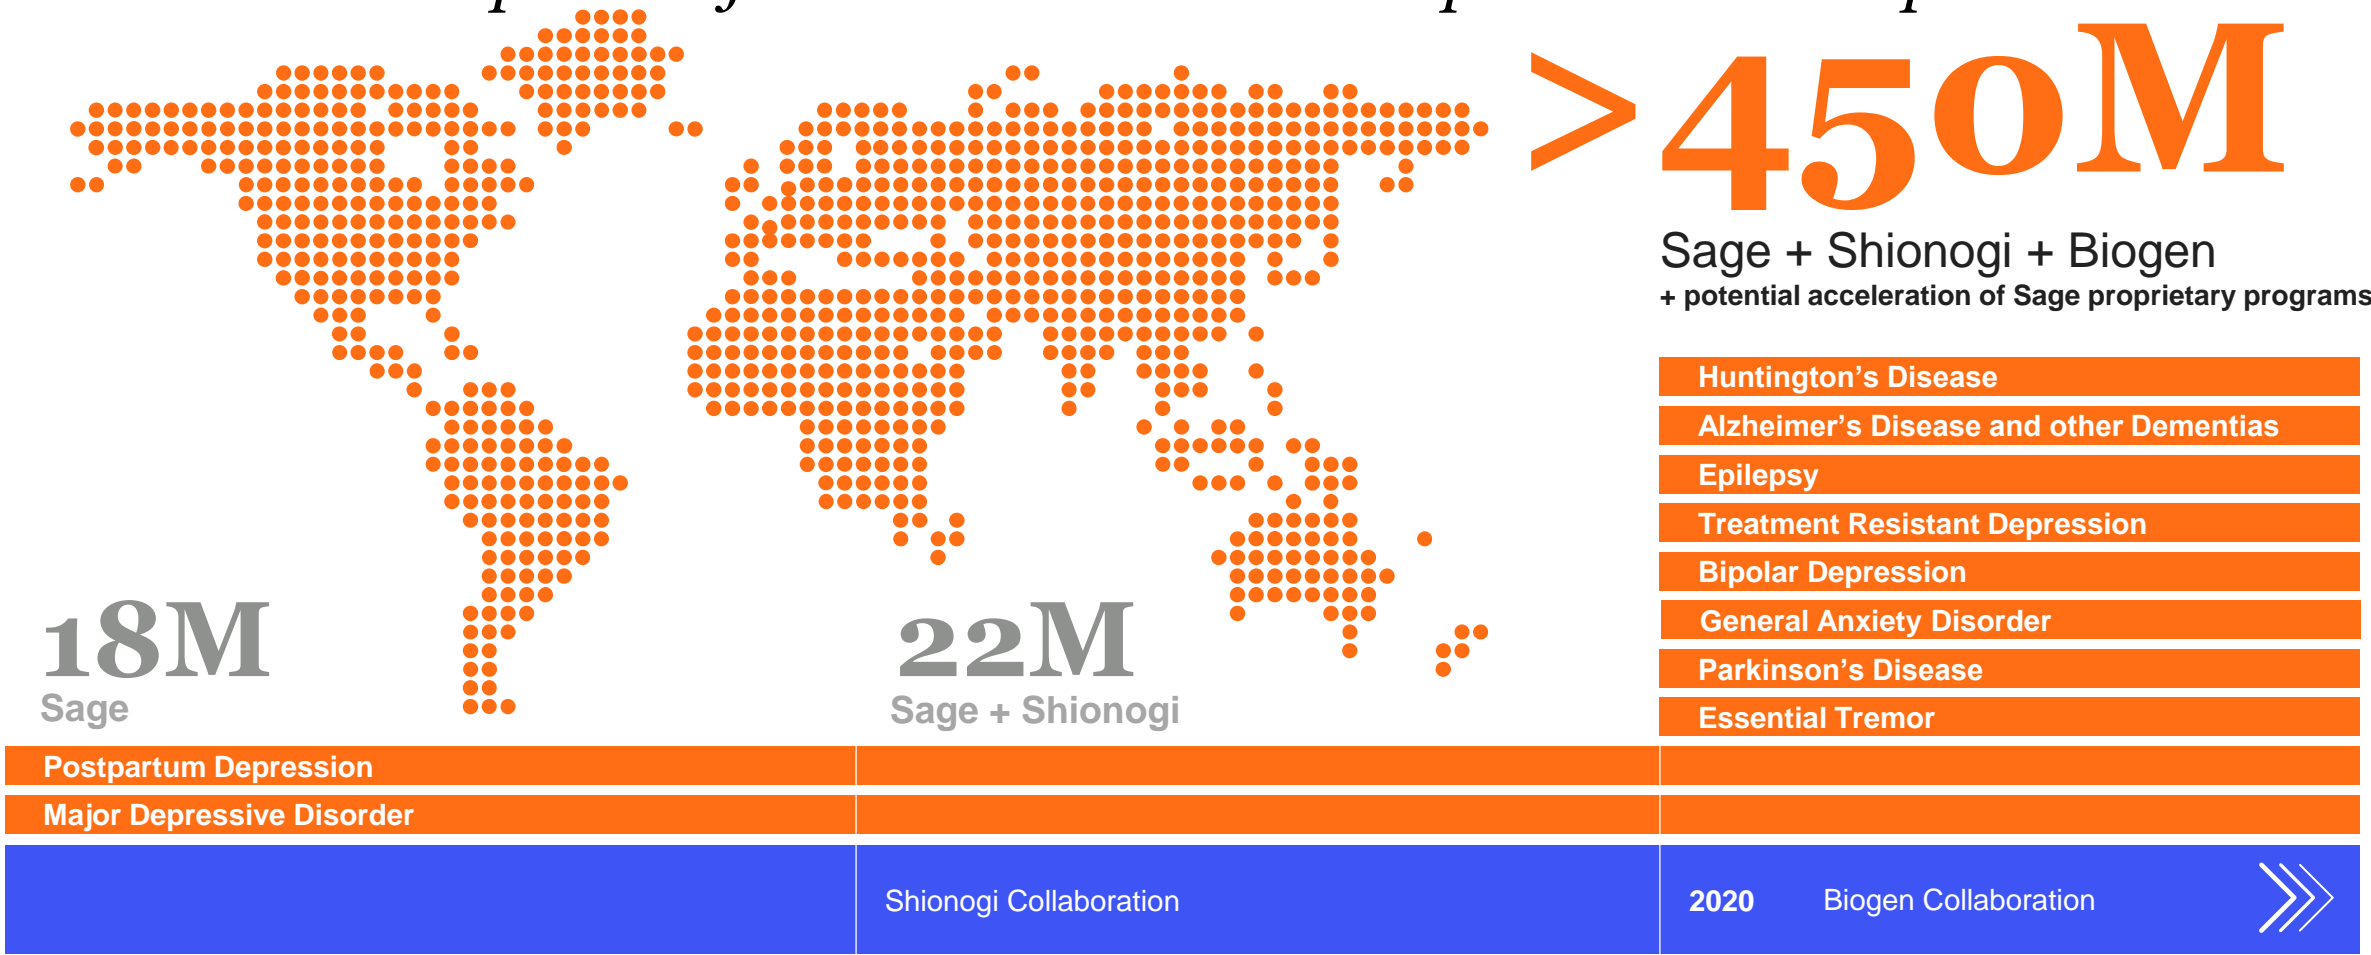 >450M
Sage + Shionogi + Biogen
+ potential acceleration of Sage proprietary programs
Huntington’s Disease
Alzheimer’s Disease and other Dementias
Epilepsy
Treatment Resistant Depression
Bipolar Depression
General Anxiety Disorder
Parkinson’s Disease
Essential Tremor
18M
Sage
22M
Sage + Shionogi
Postpartum Depression
Major Depressive Disorder
Shionogi Collaboration
2020 Biogen Collaboration